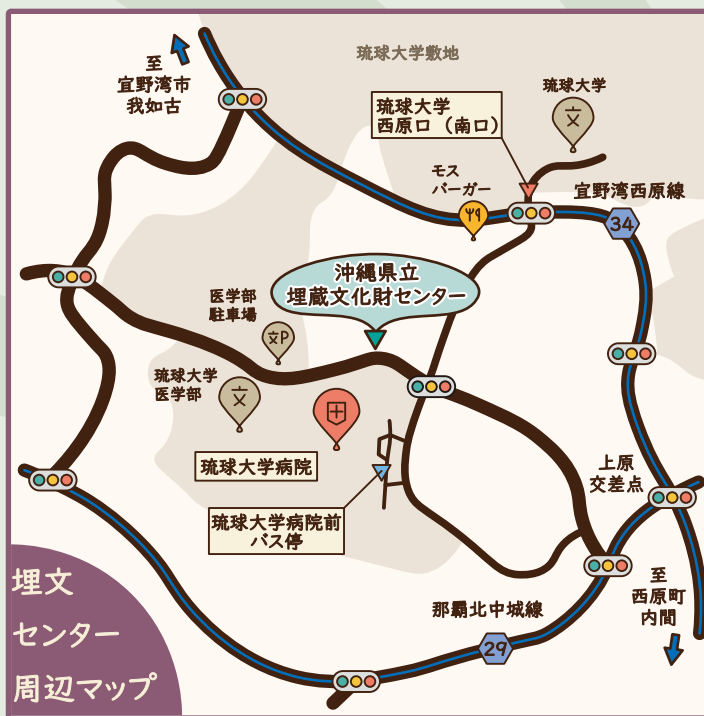 琉球大学敷地
至
宜野湾市
我如古
琉球大学
琉球大学
西原口（南口）
モス
バーガー
宜野湾西原線
34
沖縄県立
埋蔵文化財センター
医学部
駐車場
文P
文
琉球大学
医学部
文
琉球大学病院
琉球大学病院前
バス停
上原
交差点
至
西原町
内間
那覇北中城線
29
埋文
センター
周辺マップ